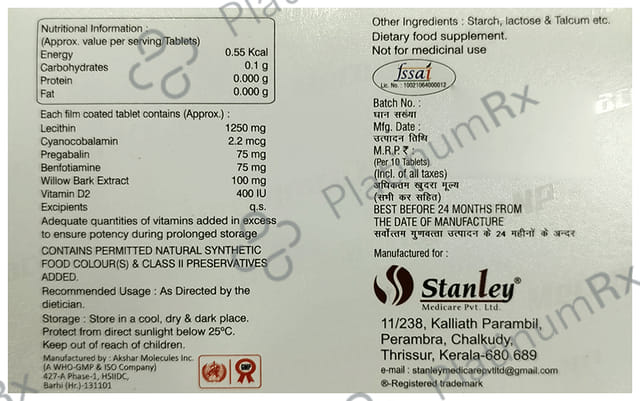 Nutritional Information :
(Approx. value per serving/Tablets)
Energy 0.55 Kcal
Carbohydrates 0.1 g
Protein 0.000 g
Fat 0.000 g
Each film coated tablet contains (Approx.) :
Lecithin 1250 mg
Cyanocobalamin 2.2 mcg
Pregabalin 75 mg
Benfotiamine 75 mg
Willow Bark Extract 100 mg
Vitamin D2 400 IU
Excipients q.s.
Adequate quantities of vitamins added in excess
to ensure potency during prolonged storage
CONTAINS PERMITTED NATURAL SYNTHETIC
FOOD COLOUR(S) & CLASS II PRESERVATIVES
ADDED.
Recommended Usage : As Directed by the
dietician.
Storage : Store in a cool, dry & dark place.
Protect from direct sunlight below 25ºC.
Keep out of reach of children.
Manufactured by : Akshar Molecules Inc.
(A WHO-GMP & ISO Company)
427-A Phase-1, HSIIDC,
Barhi (Hr.)-131101
GMP
Other Ingredients : Starch, lactose & Talcum etc.
Dietary food supplement.
Not for medicinal use
fssai
Lic. No. : 10021064000012
Batch No. :
घान सख्या
Mfg. Date :
उत्पादन तिथि
M.R.P. ₹ :
(Per 10 Tablets)
(Incl. of all taxes)
अधिकतम खुदरा मूल्य
(सभी कर सहित)
BEST BEFORE 24 MONTHS FROM
THE DATE OF MANUFACTURE
सर्वोत्तम गुणवत्ता उत्पादन के 24 महीनों के अन्दर
Manufactured for :
Stanley®
Medicare Pvt. Ltd.
11/238, Kalliath Parambil,
Perambra, Chalkudy,
Thrissur, Kerala-680 689
e-mail : stanleymedicarepvtltd@gmail.com
®-Registered trademark
PlatinumRx
PlatinumRx
PlatinumRx